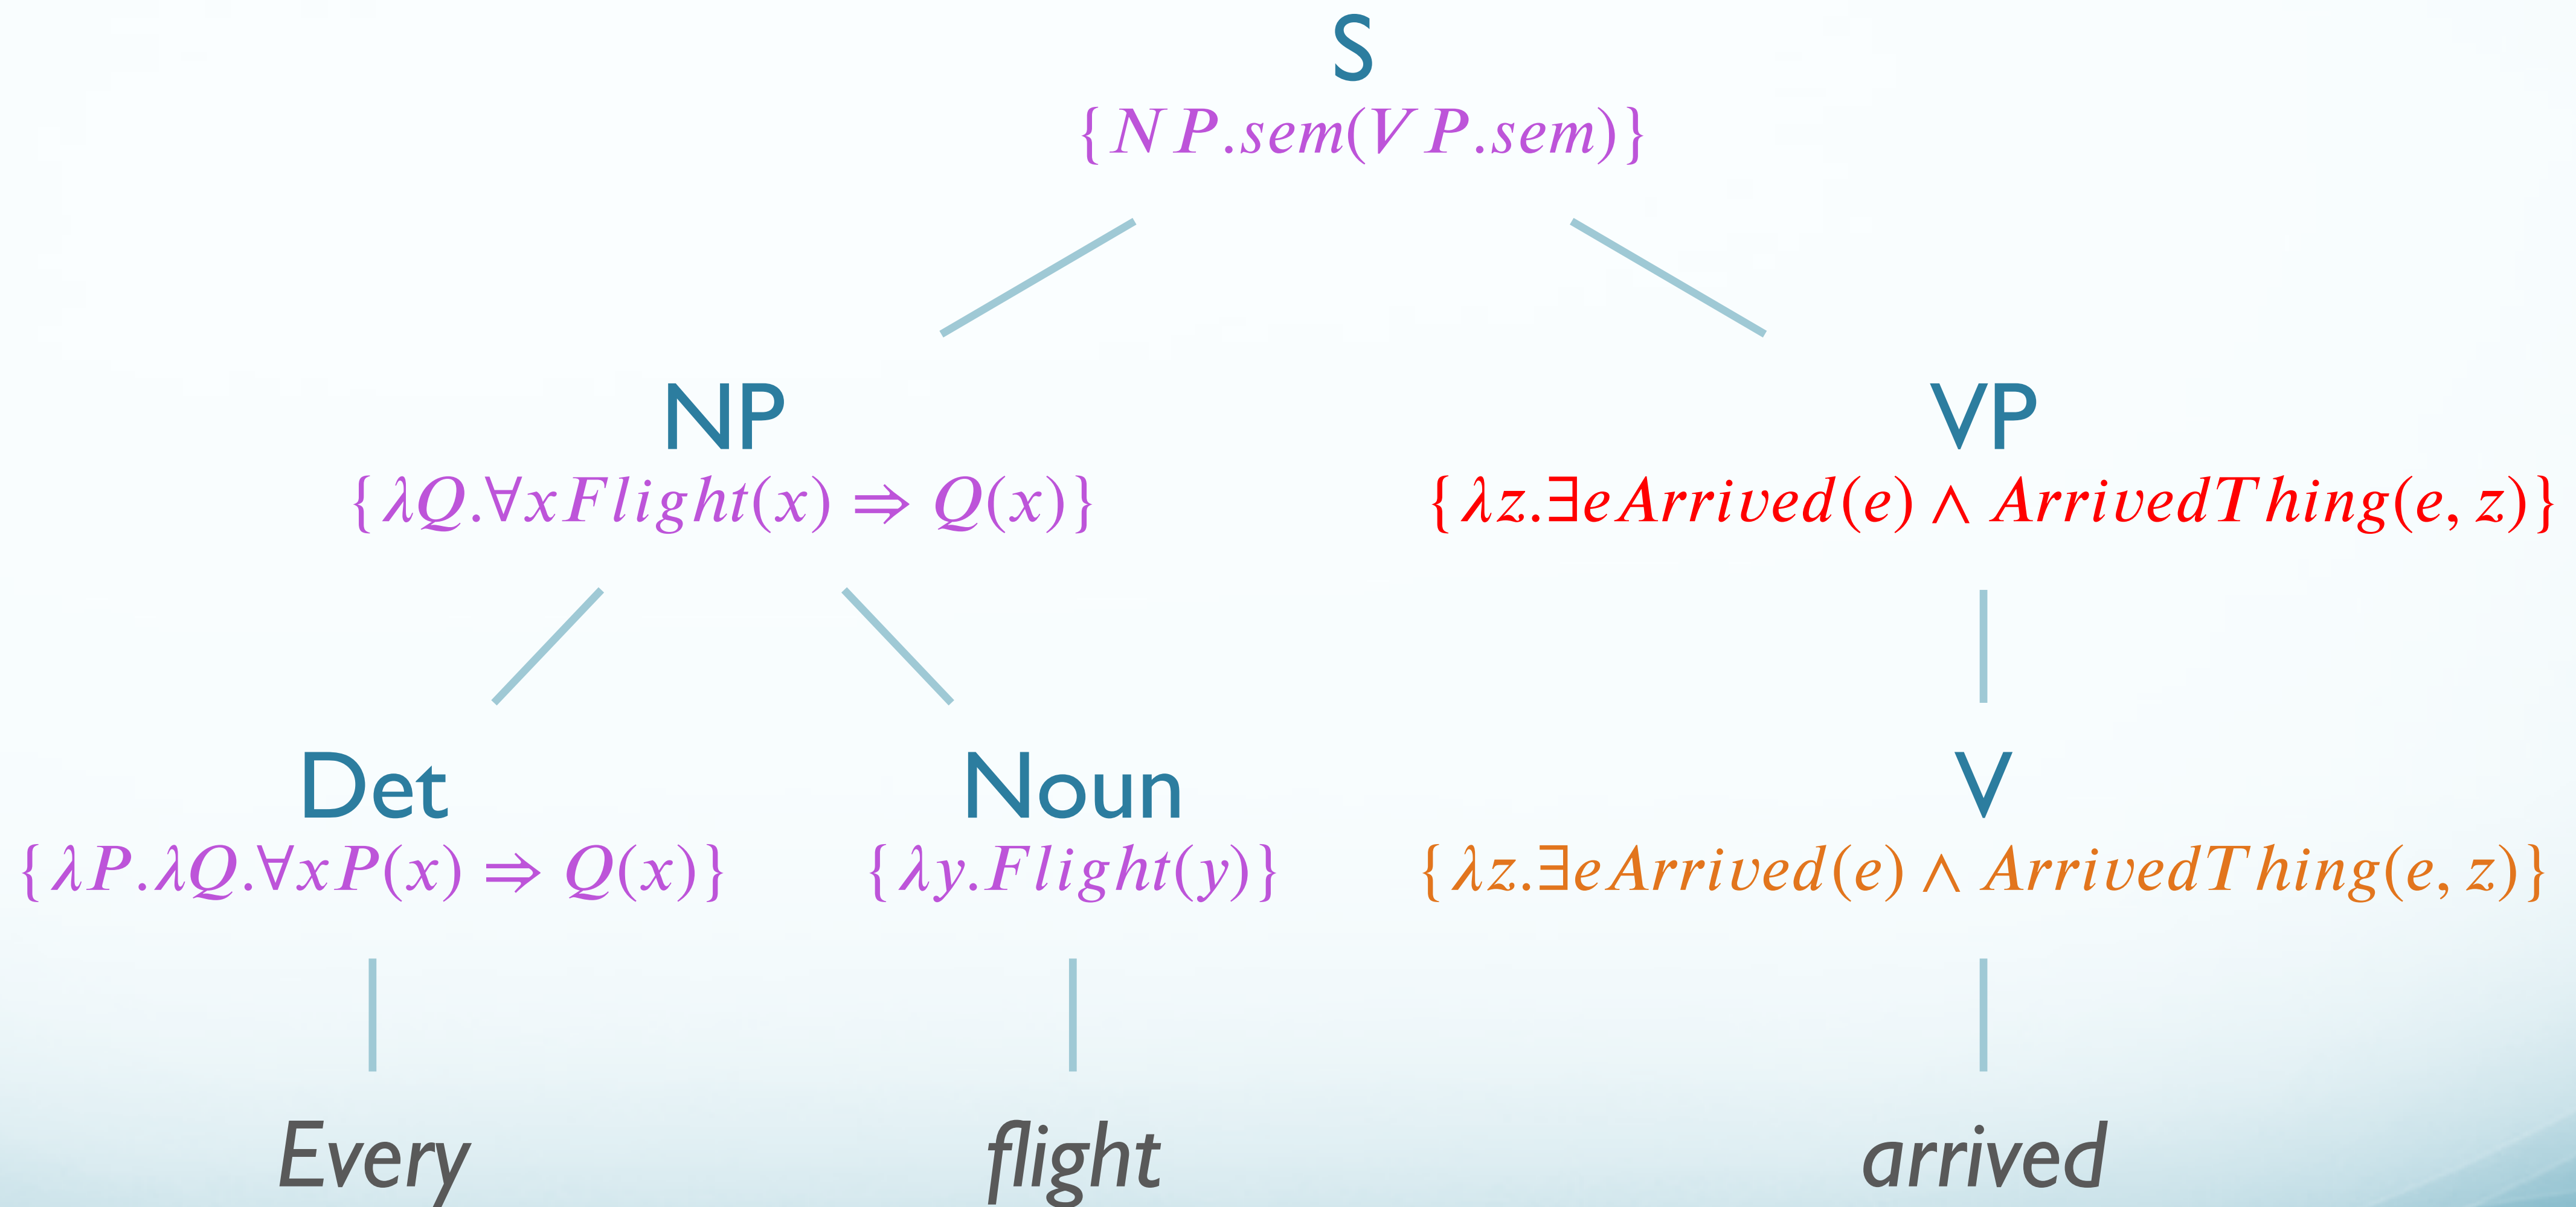 S
{NP.sem(VP.sem)}
NP
VP
{λQ.∀xFlight(x) ⇒ Q(x)}
{λz.∃eArrived(e) ∧ ArrivedThing(e, z)}
Det
Noun
V
{λP.λQ.∀xP(x) ⇒ Q(x)}
{λy.Flight(y)}
{λz.∃eArrived(e) ∧ ArrivedThing(e, z)}
Every
flight
arrived